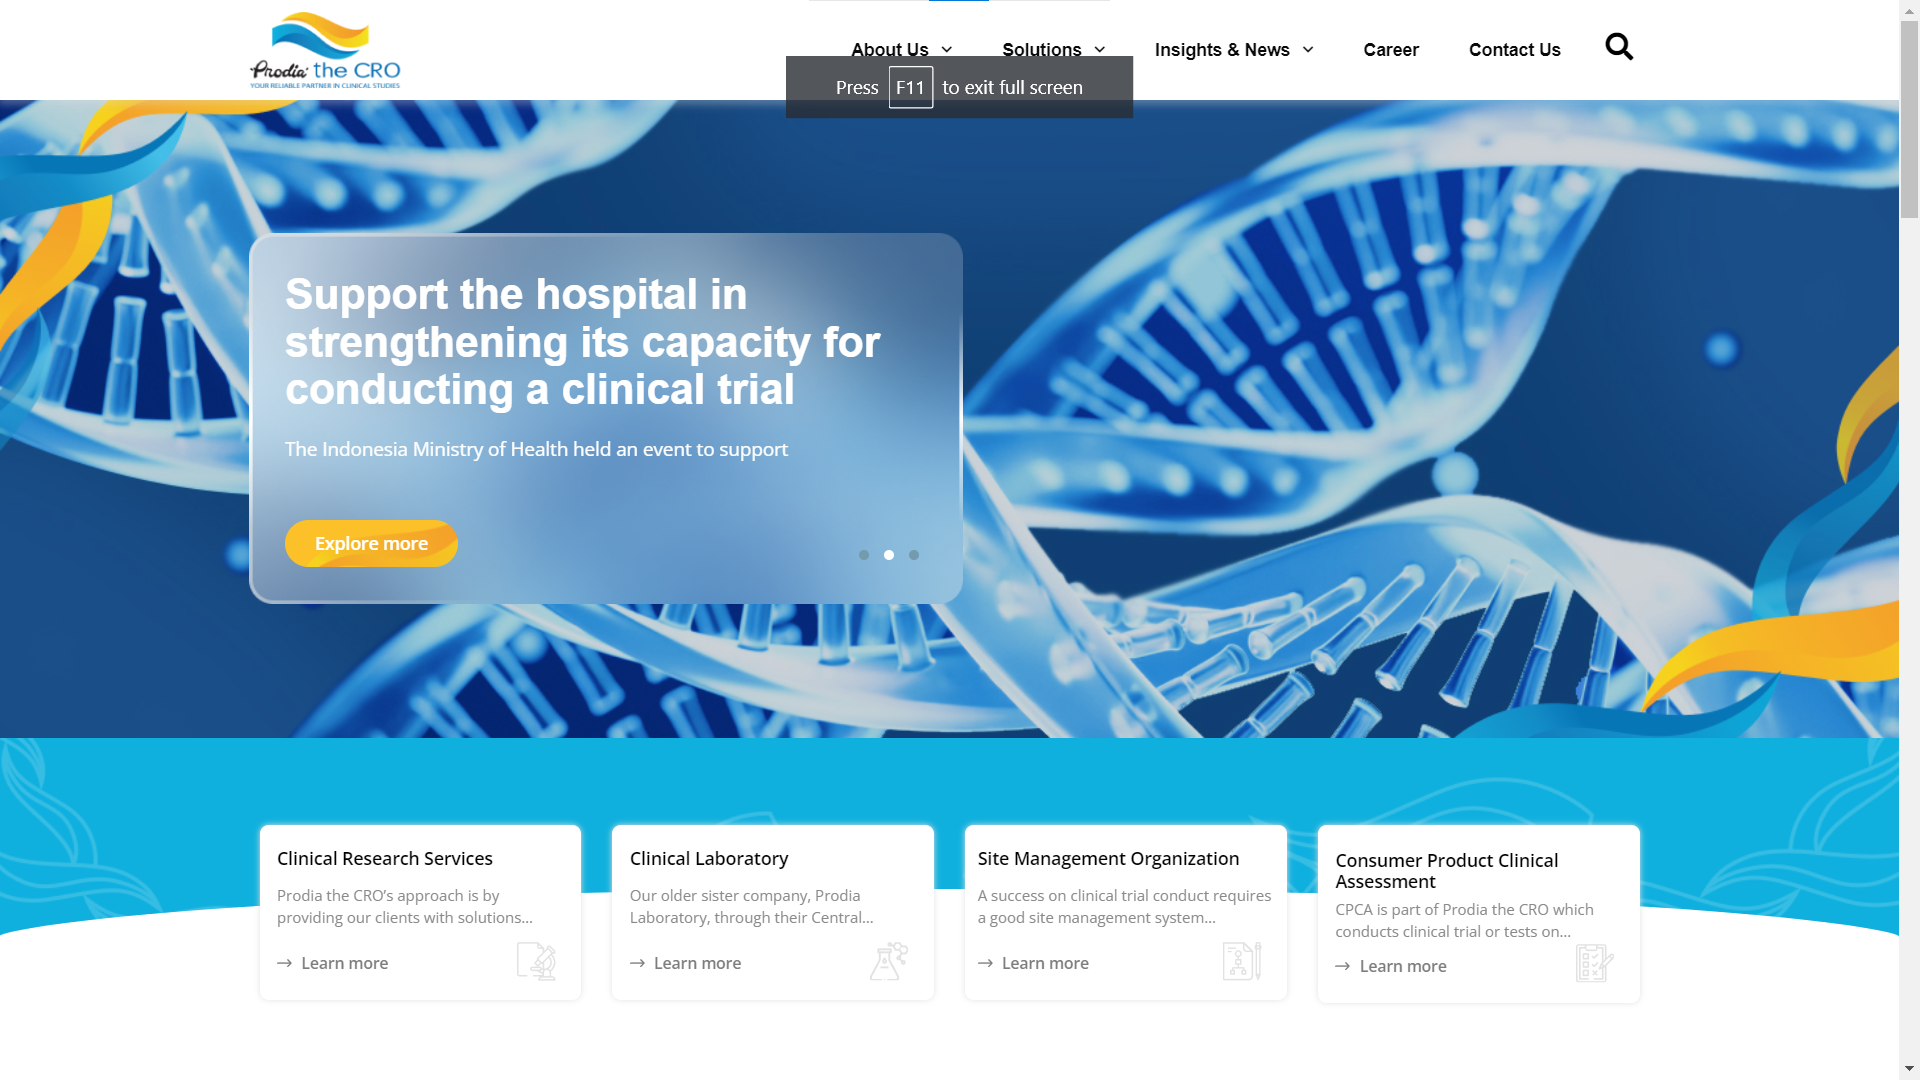 Prodia the CRO
YOUR RELIABLE PARTNER IN CLINICAL STUDIES
About Us
Solutions
Insights & News
Career
Contact Us
Press F11 to exit full screen
Support the hospital in
strengthening its capacity for
conducting a clinical trial
The Indonesia Ministry of Health held an event to support
Explore more
Clinical Research Services
Prodia the CRO’s approach is by
providing our clients with solutions...
Learn more
Clinical Laboratory
Our older sister company, Prodia
Laboratory, through their Central...
Learn more
Site Management Organization
A success on clinical trial conduct requires
a good site management system...
Learn more
Consumer Product Clinical
Assessment
CPCA is part of Prodia the CRO which
conducts clinical trial or tests on...
Learn more